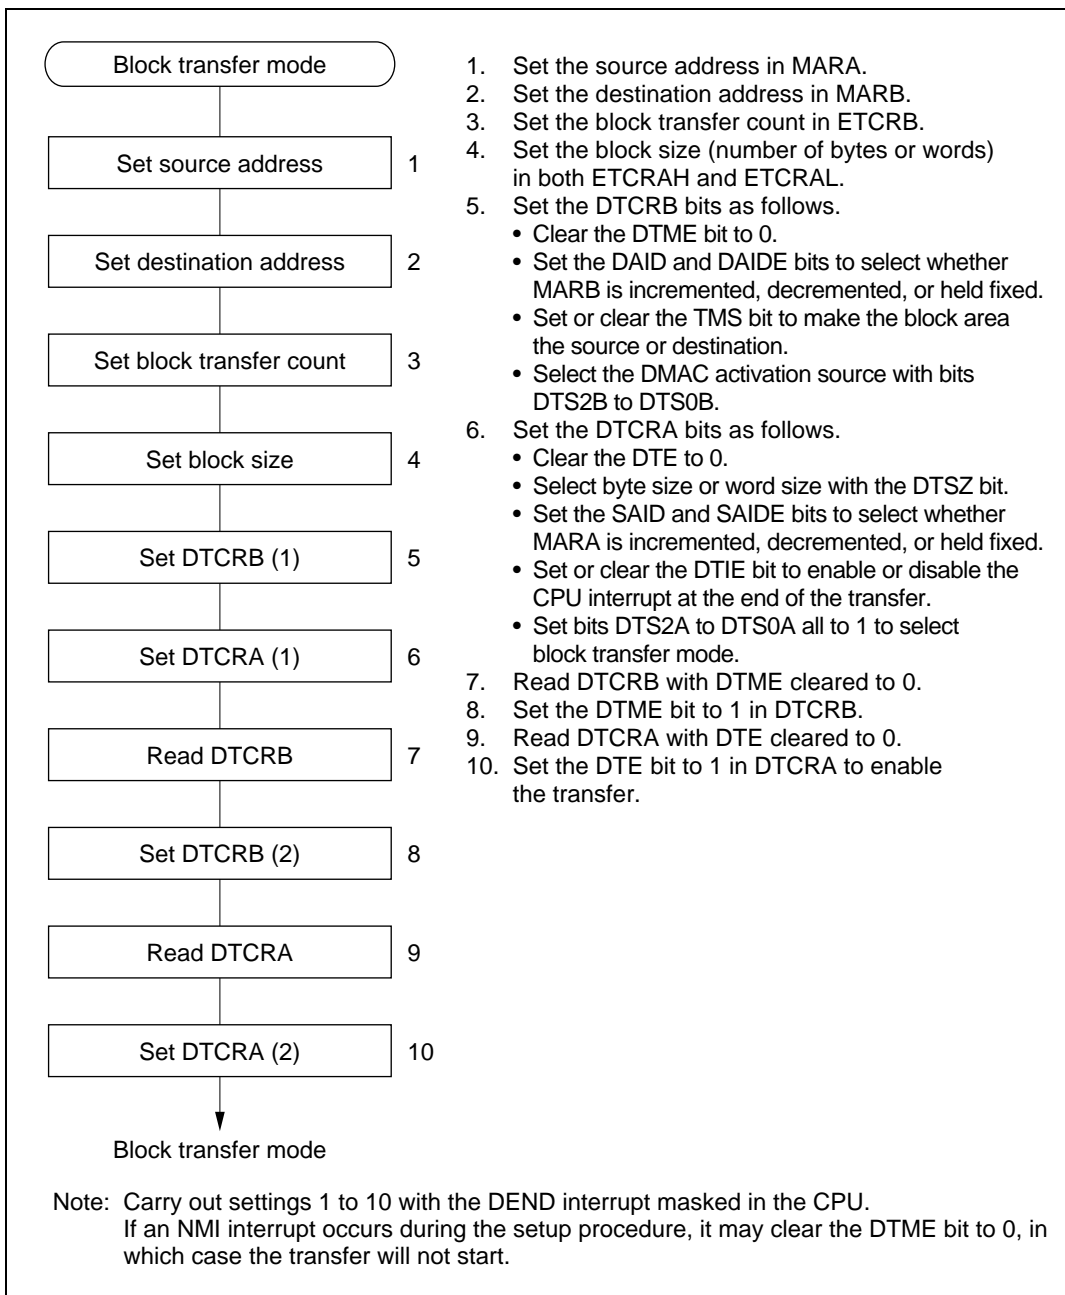 Block transfer mode
Set source address 1
Set destination address 2
Set block transfer count 3
Set block size 4
Set DTCRB (1) 5
Set DTCRA (1) 6
Read DTCRB 7
Set DTCRB (2) 8
Read DTCRA 9
Set DTCRA (2) 10
Block transfer mode
1. Set the source address in MARA.
2. Set the destination address in MARB.
3. Set the block transfer count in ETCRB.
4. Set the block size (number of bytes or words)
in both ETCRAH and ETCRAL.
5. Set the DTCRB bits as follows.
• Clear the DTME bit to 0.
• Set the DAID and DAIDE bits to select whether
MARB is incremented, decremented, or held fixed.
• Set or clear the TMS bit to make the block area
the source or destination.
• Select the DMAC activation source with bits
DTS2B to DTS0B.
6. Set the DTCRA bits as follows.
• Clear the DTE to 0.
• Select byte size or word size with the DTSZ bit.
• Set the SAID and SAIDE bits to select whether
MARA is incremented, decremented, or held fixed.
• Set or clear the DTIE bit to enable or disable the
CPU interrupt at the end of the transfer.
• Set bits DTS2A to DTS0A all to 1 to select
block transfer mode.
7. Read DTCRB with DTME cleared to 0.
8. Set the DTME bit to 1 in DTCRB.
9. Read DTCRA with DTE cleared to 0.
10. Set the DTE bit to 1 in DTCRA to enable
the transfer.
Note: Carry out settings 1 to 10 with the DEND interrupt masked in the CPU.
If an NMI interrupt occurs during the setup procedure, it may clear the DTME bit to 0, in
which case the transfer will not start.